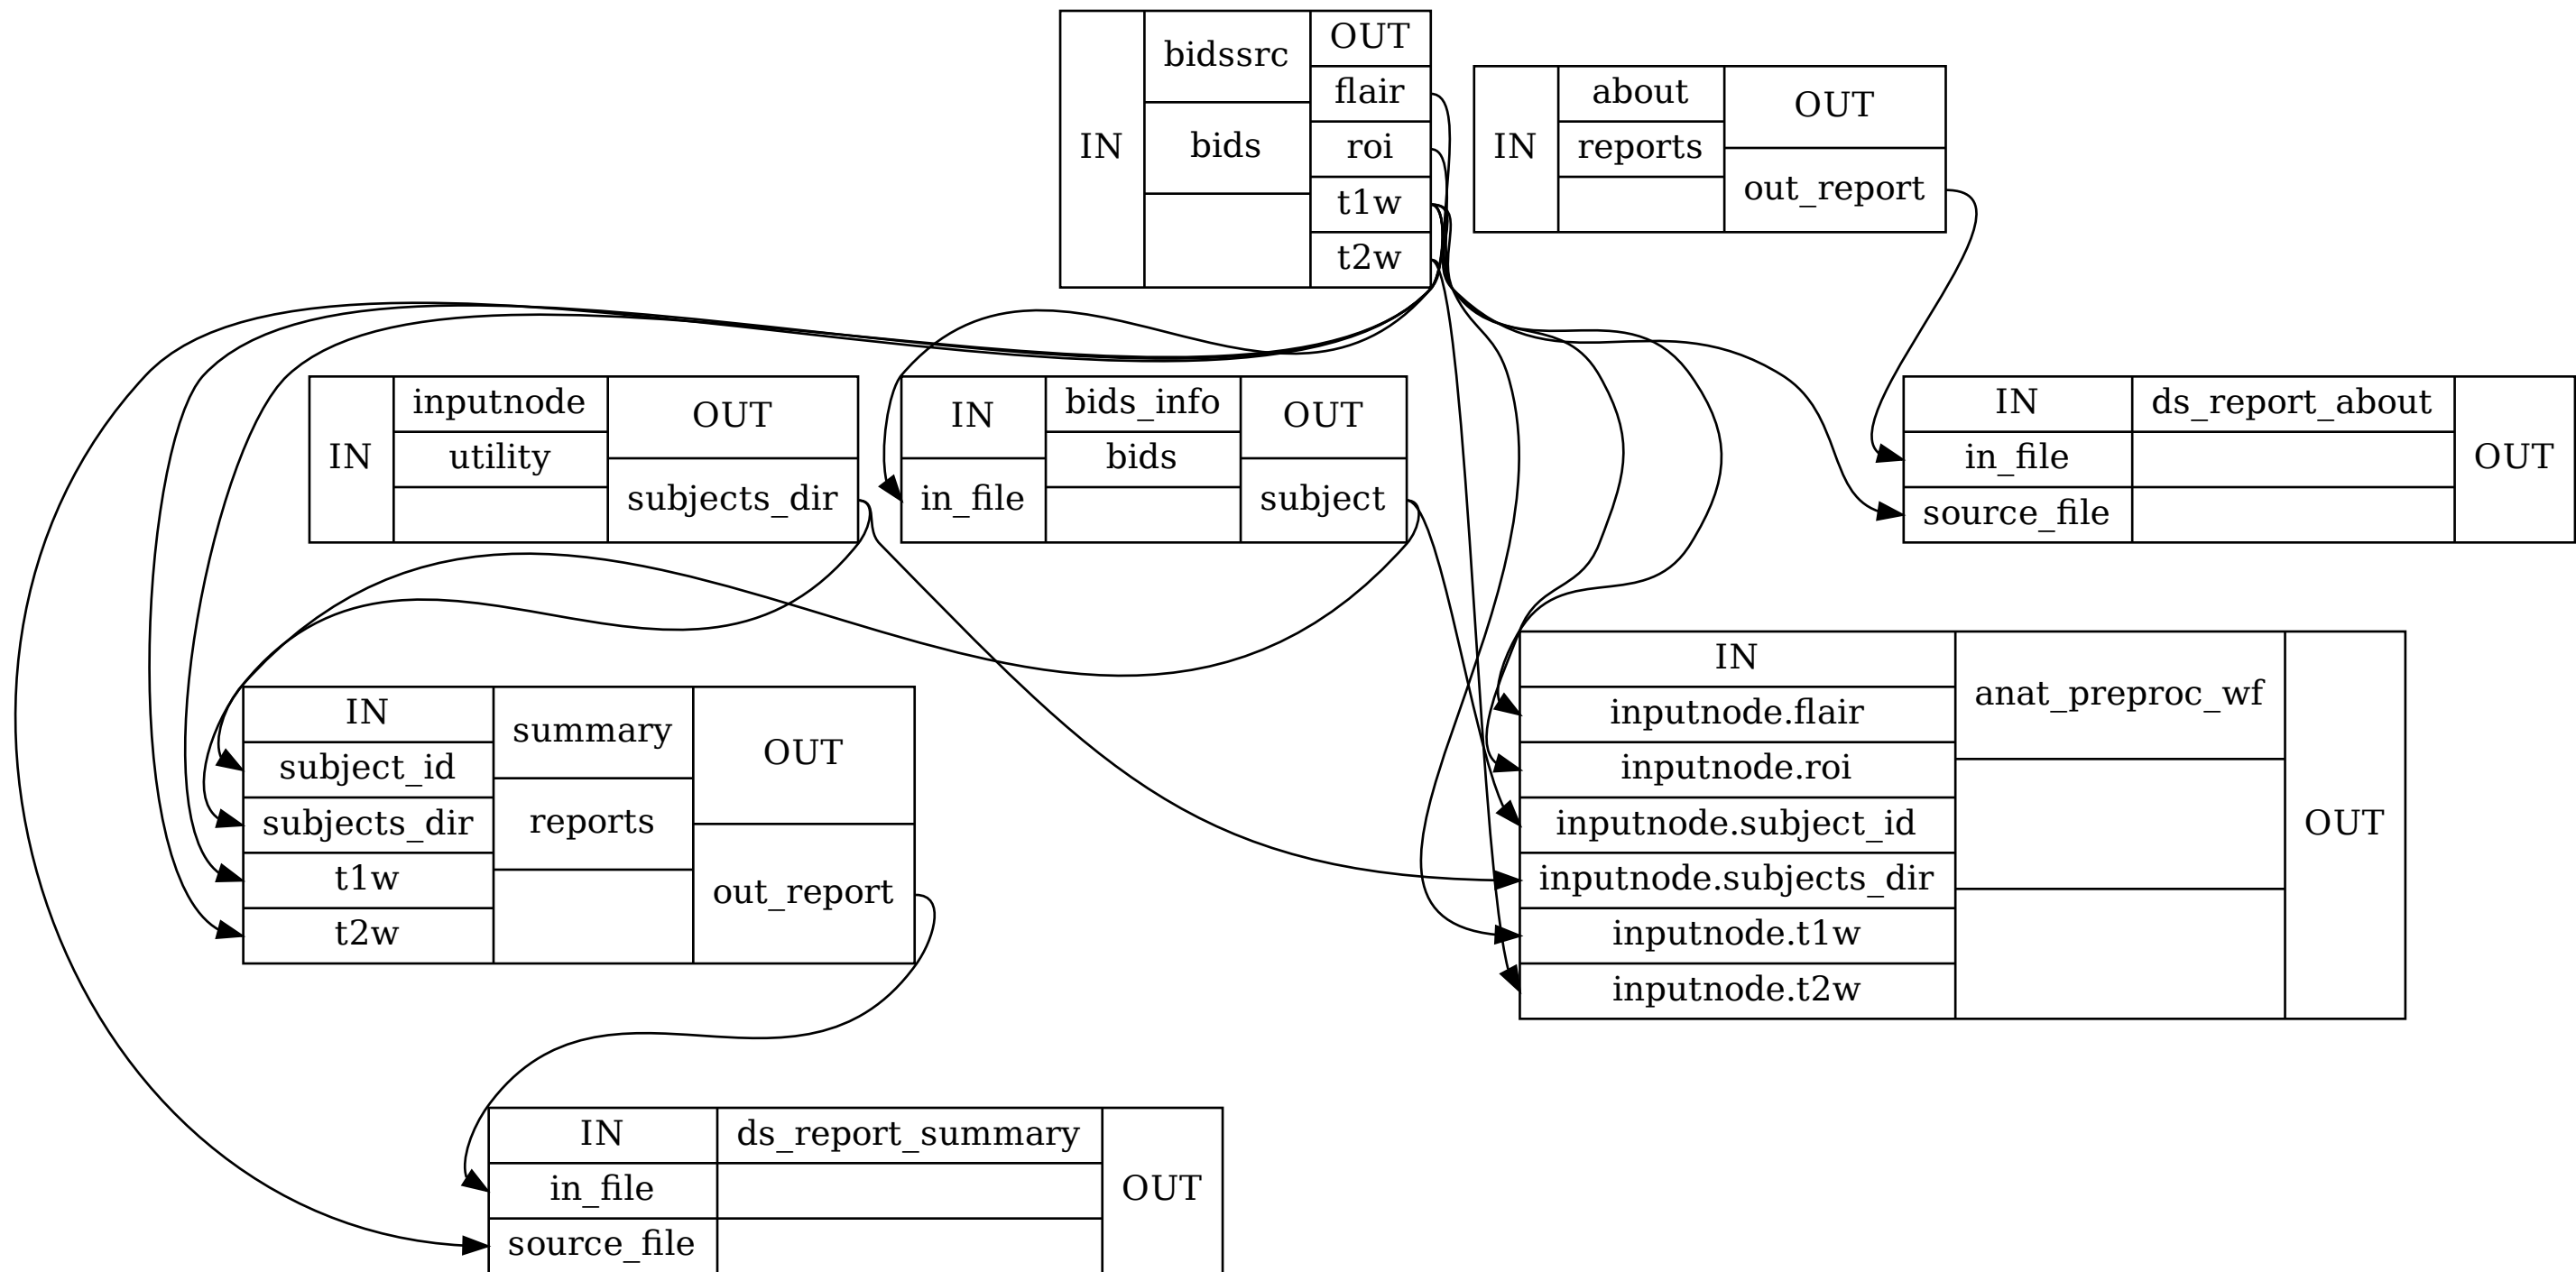 IN
bidssrc
bids
OUT
flair
roi
t1w
t2w
IN
about
reports
OUT
out_report
IN
inputnode
utility
OUT
subjects_dir
IN
in_file
bids_info
bids
OUT
subject
IN
in_file
source_file
ds_report_about
OUT
IN
subject_id
subjects_dir
t1w
t2w
summary
reports
OUT
out_report
IN
inputnode.flair
inputnode.roi
inputnode.subject_id
inputnode.subjects_dir
inputnode.t1w
inputnode.t2w
anat_preproc_wf
OUT
IN
in_file
source_file
ds_report_summary
OUT